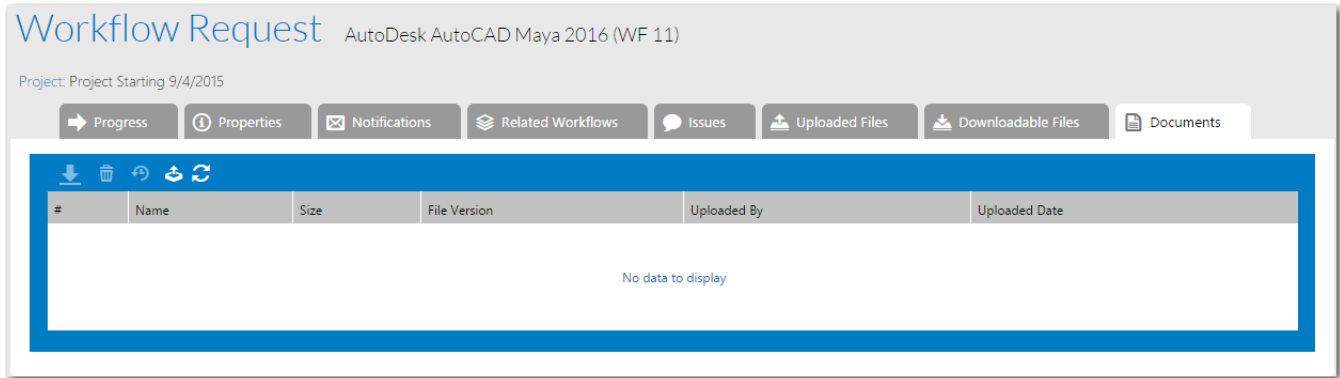 Workflow Request AutoDesk AutoCAD Maya 2016 (WF 11)
Project: Project Starting 9/4/2015
Progress Properties Notifications Related Workflows Issues Uploaded Files Downloadable Files Documents
# Name Size File Version Uploaded By Uploaded Date
No data to display